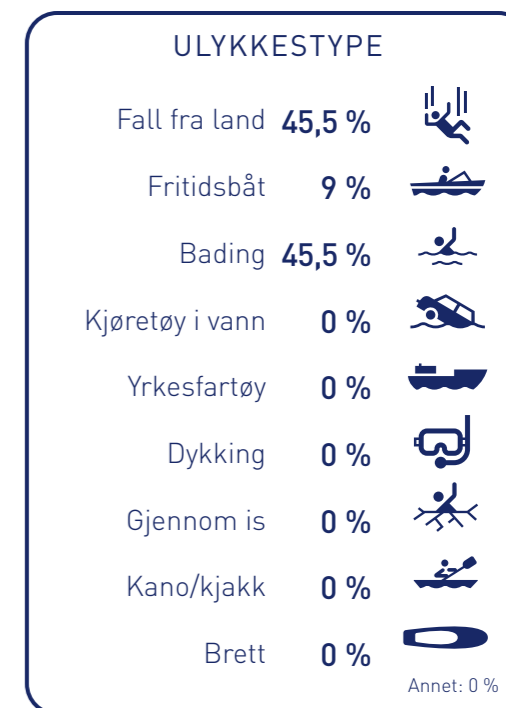 ULYKKESTYPE
Fall fra land 45,5 %
Fritidsbåt 9 %
Bading 45,5 %
Kjøretøy i vann 0 %
Yrkesfartøy 0 %
Dykking 0 %
Gjennom is 0 %
Kano/kjakk 0 %
Brett 0 %
Annet: 0 %